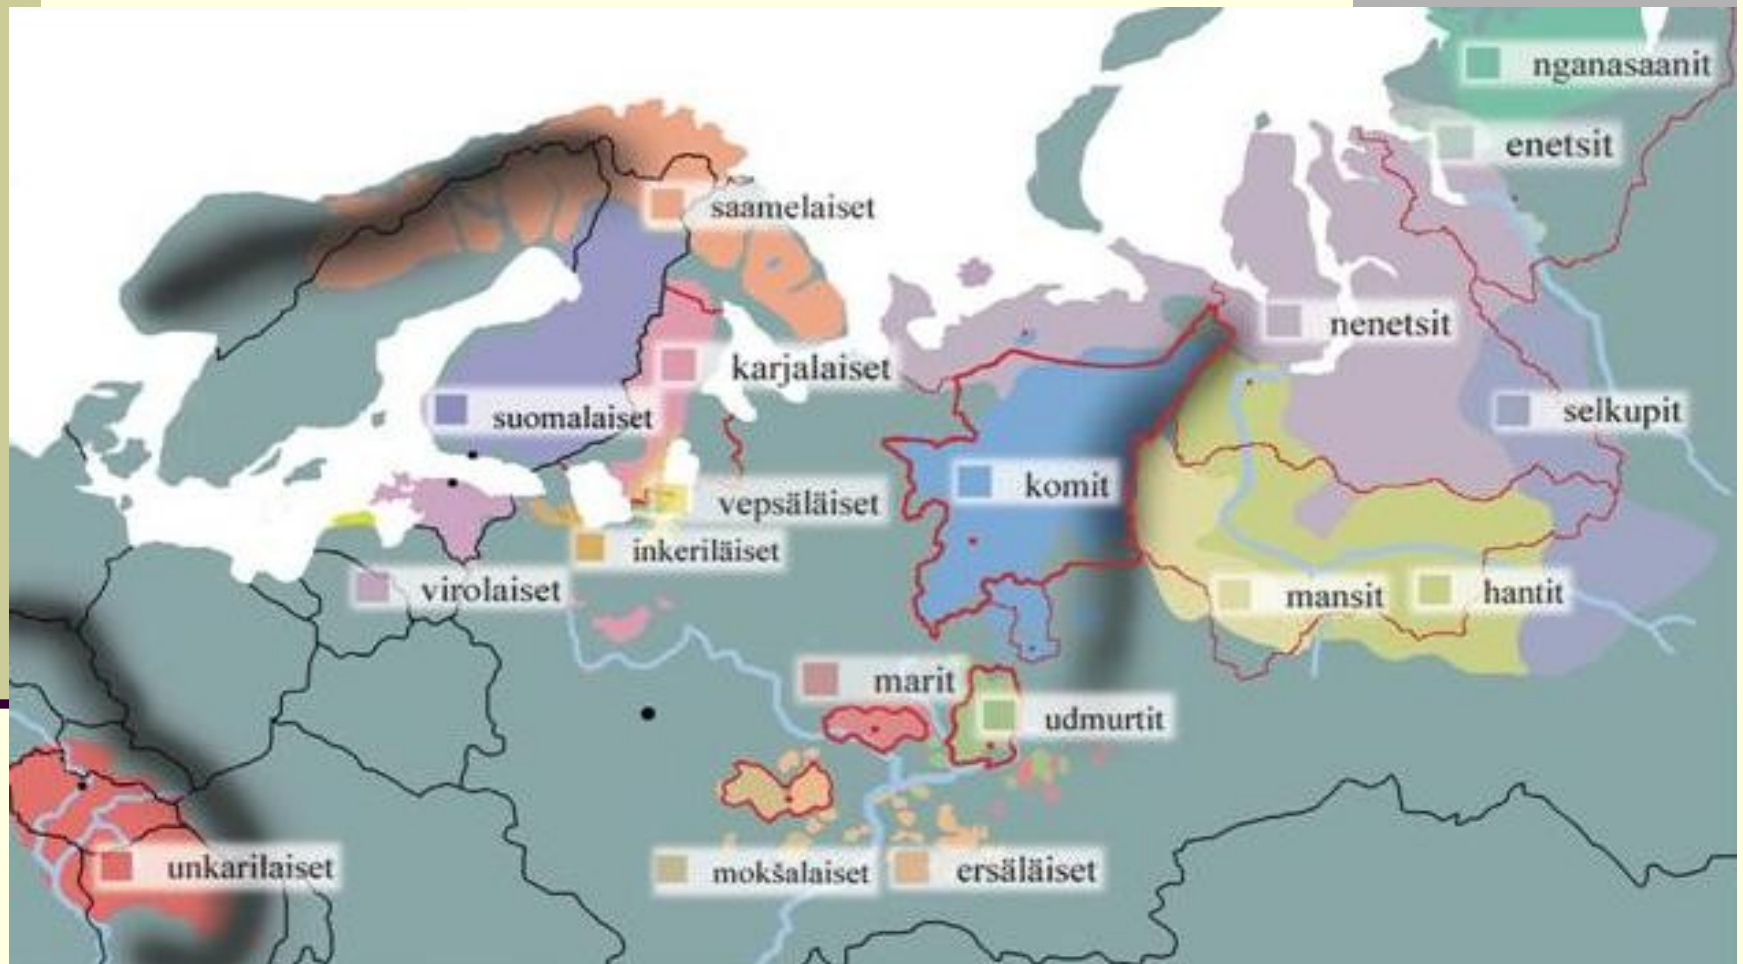 nganasaanit
enetsit
saamelaiset
nenetsit
karjalaiset
suomalaiset
selkupit
komit
vepsäläiset
inkeriläiset
virolaiset
mansit
hantit
marit
udmurtit
unkarilaiset
mokšalaiset
ersäläiset